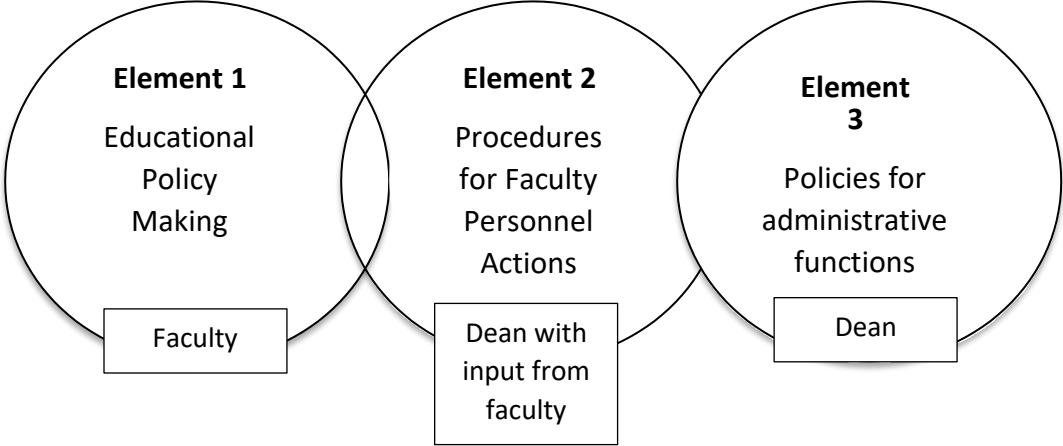 Element 1
Educational
Policy
Making
Faculty
Element 2
Procedures
for Faculty
Personnel
Actions
Dean with
input from
faculty
Element
3
Policies for
administrative
functions
Dean